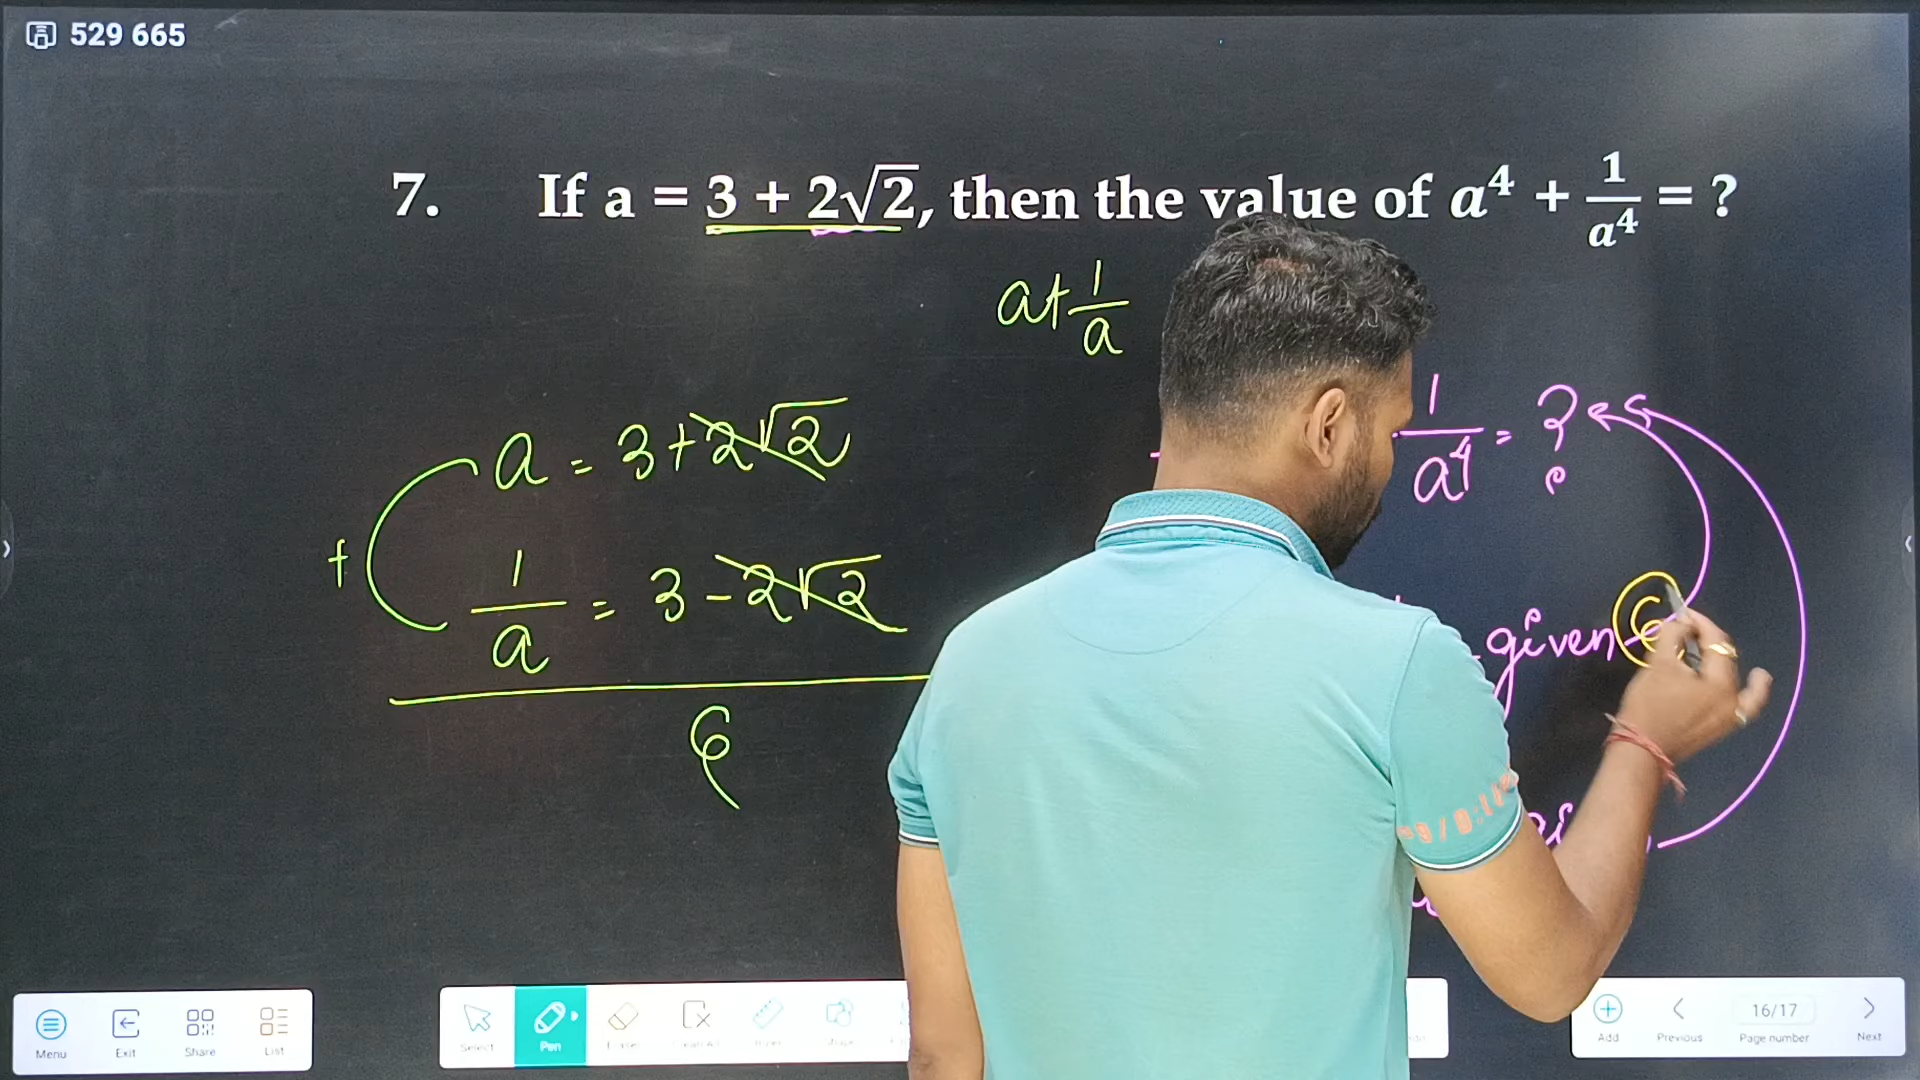 529 665
7. If a = 3 + 2√2, then the value of a⁴ + 1/a⁴ = ?
a + 1/a
1/a⁴ = ?
a = 3 + 2√2
+
1/a = 3 - 2√2
given 6
6
Menu Exit Share List Select Pen Add Previous 16/17 Page number Next